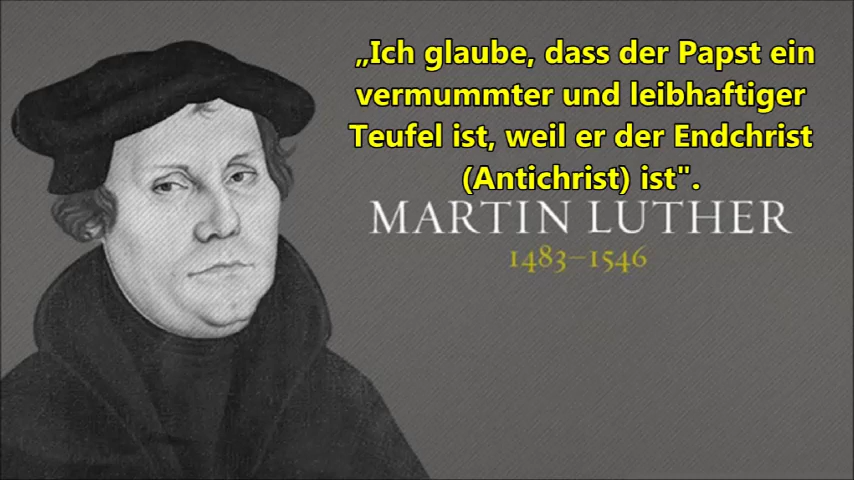 „Ich glaube, dass der Papst ein
vermummter und leibhaftiger
Teufel ist, weil er der Endchrist
(Antichrist) ist".
MARTIN LUTHER
1483–1546